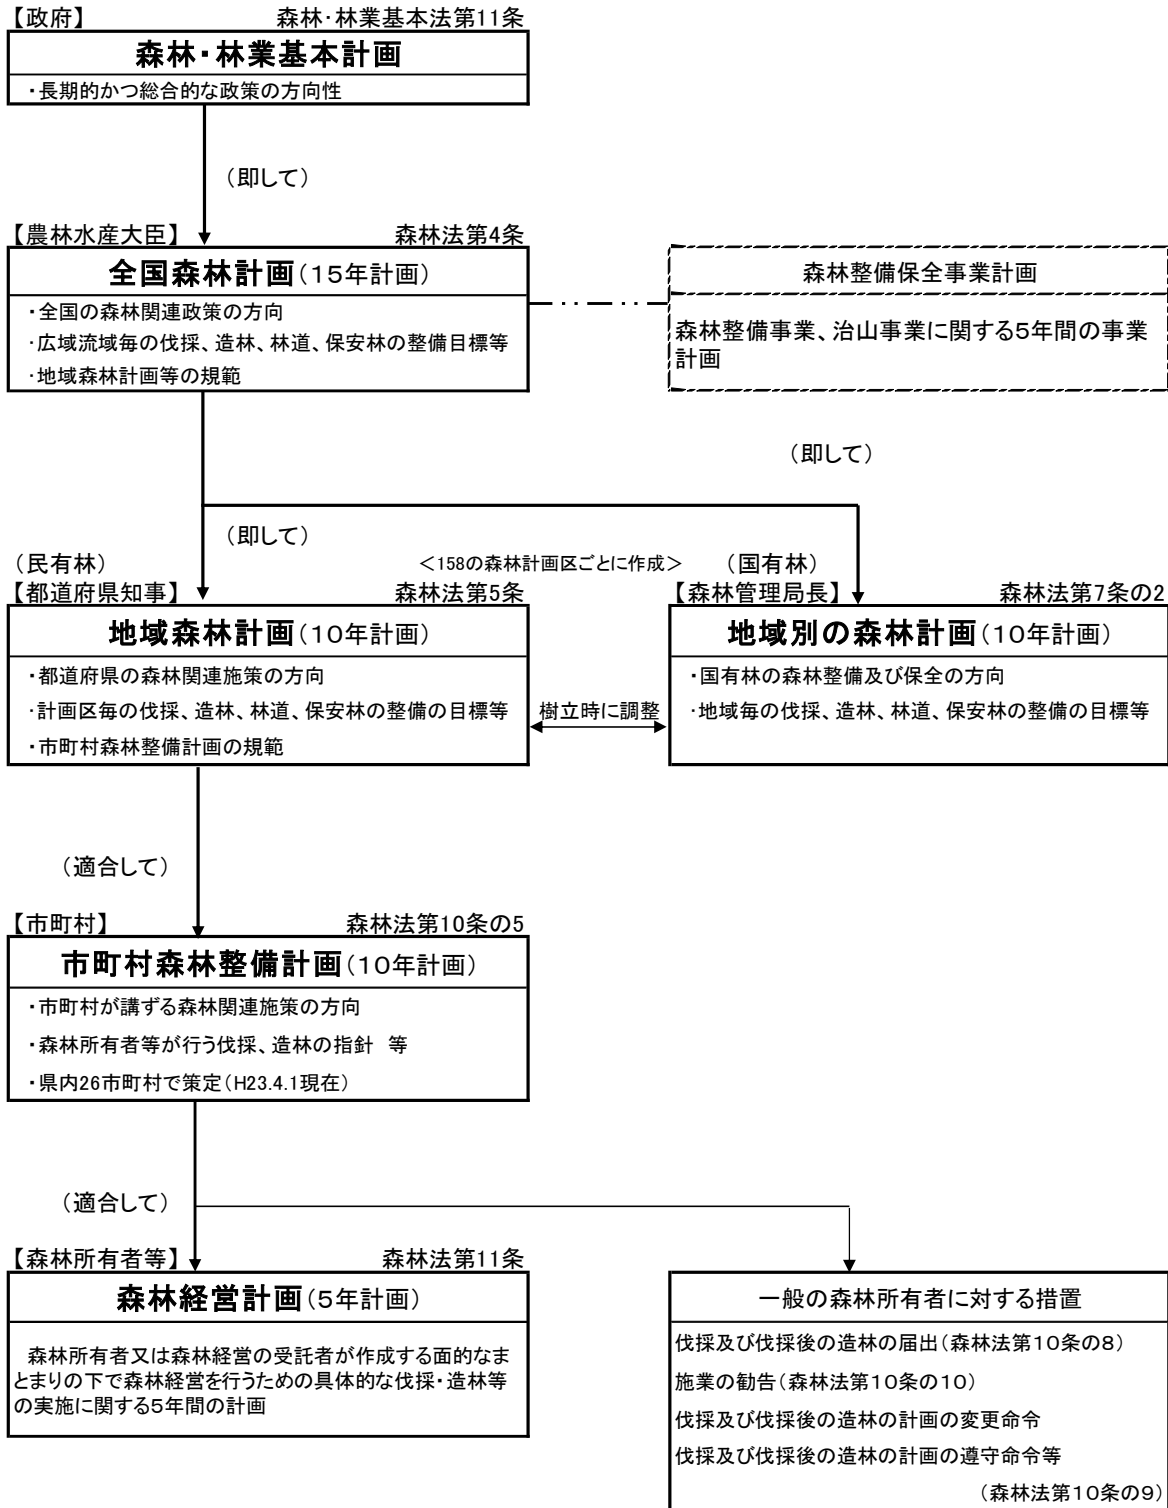 【政府】 森林・林業基本法第11条
森林・林業基本計画
・長期的かつ総合的な政策の方向性
（即して）
【農林水産大臣】 森林法第4条
全国森林計画（15年計画）
・全国の森林関連政策の方向
・広域流域毎の伐採、造林、林道、保安林の整備目標等
・地域森林計画等の規範
森林整備保全事業計画
森林整備事業、治山事業に関する5年間の事業
計画
（即して）
（即して）
（民有林） ＜158の森林計画区ごとに作成＞ （国有林）
【都道府県知事】 森林法第5条
地域森林計画（10年計画）
・都道府県の森林関連施策の方向
・計画区毎の伐採、造林、林道、保安林の整備の目標等
・市町村森林整備計画の規範
樹立時に調整
【森林管理局長】 森林法第7条の2
地域別の森林計画（10年計画）
・国有林の森林整備及び保全の方向
・地域毎の伐採、造林、林道、保安林の整備の目標等
（適合して）
【市町村】 森林法第10条の5
市町村森林整備計画（10年計画）
・市町村が講ずる森林関連施策の方向
・森林所有者等が行う伐採、造林の指針　等
・県内26市町村で策定（H23.4.1現在）
（適合して）
【森林所有者等】 森林法第11条
森林経営計画（5年計画）
森林所有者又は森林経営の受託者が作成する面的なま
とまりの下で森林経営を行うための具体的な伐採・造林等
の実施に関する5年間の計画
一般の森林所有者に対する措置
伐採及び伐採後の造林の届出（森林法第10条の8）
施業の勧告（森林法第10条の10）
伐採及び伐採後の造林の計画の変更命令
伐採及び伐採後の造林の計画の遵守命令等
（森林法第10条の9）